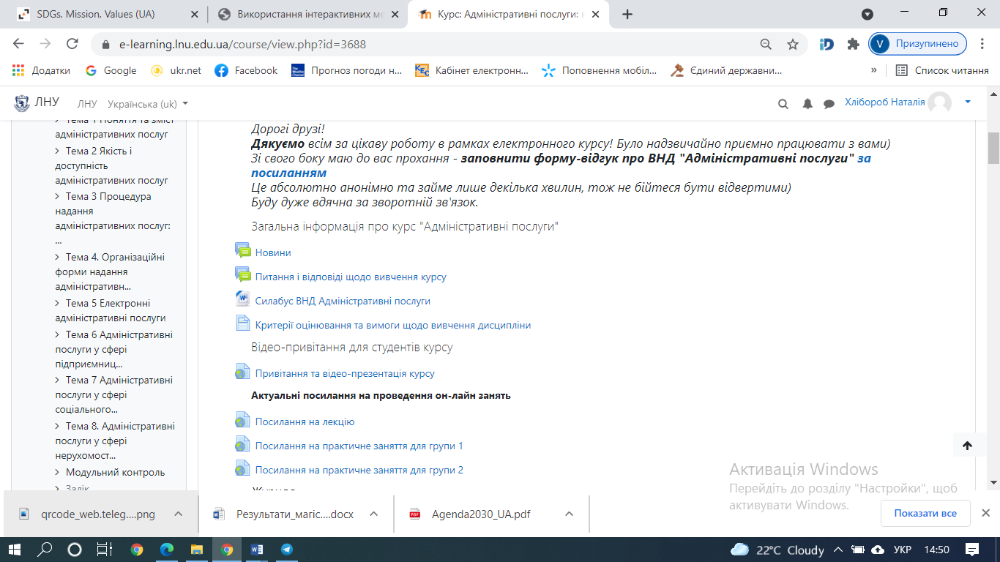 SDGs, Mission, Values (UA)
Використання інтерактивних ме
Курс: Адміністративні послуги: в
e-learning.lnu.edu.ua/course/view.php?id=3688
V Призупинено
Додатки
Google
ukr.net
Facebook
Прогноз погоди н...
Кабінет електронн...
Поповнення мобіл...
Єдиний державни...
»
Список читання
ЛНУ
ЛНУ
Українська (uk)
Хлібороб Наталія
Тема 1 Поняття та зміст
адміністративних послуг
Тема 2 Якість і
доступність
адміністративних послуг
Тема 3 Процедура
надання
адміністративних послуг:
...
Тема 4. Організаційні
форми надання
адміністративн...
Тема 5 Електронні
адміністративні послуги
Тема 6 Адміністративні
послуги у сфері
підприємниц...
Тема 7 Адміністративні
послуги у сфері
соціального...
Тема 8. Адміністративні
послуги у сфері
нерухомост...
Модульний контроль
Залік
Дорогі друзі!
Дякуємо всім за цікаву роботу в рамках електронного курсу! Було надзвичайно приємно працювати з вами)
Зі свого боку маю до вас прохання - заповнити форму-відгук про ВНД "Адміністративні послуги" за
посиланням
Це абсолютно анонімно та займе лише декілька хвилин, тож не бійтеся бути відвертими)
Буду дуже вдячна за зворотній зв'язок.
Загальна інформація про курс "Адміністративні послуги"
Новини
Питання і відповіді щодо вивчення курсу
Силабус ВНД Адміністративні послуги
Критерії оцінювання та вимоги щодо вивчення дисципліни
Відео-привітання для студентів курсу
Привітання та відео-презентація курсу
Актуальні посилання на проведення он-лайн занять
Посилання на лекцію
Посилання на практичне заняття для групи 1
Посилання на практичне заняття для групи 2
Активація Windows
Перейдіть до розділу "Настройки", щоб
активувати Windows.
qrcode_web.teleg....png
Результати_магіс....docx
Agenda2030_UA.pdf
Показати все
22°C Cloudy
УКР
14:50